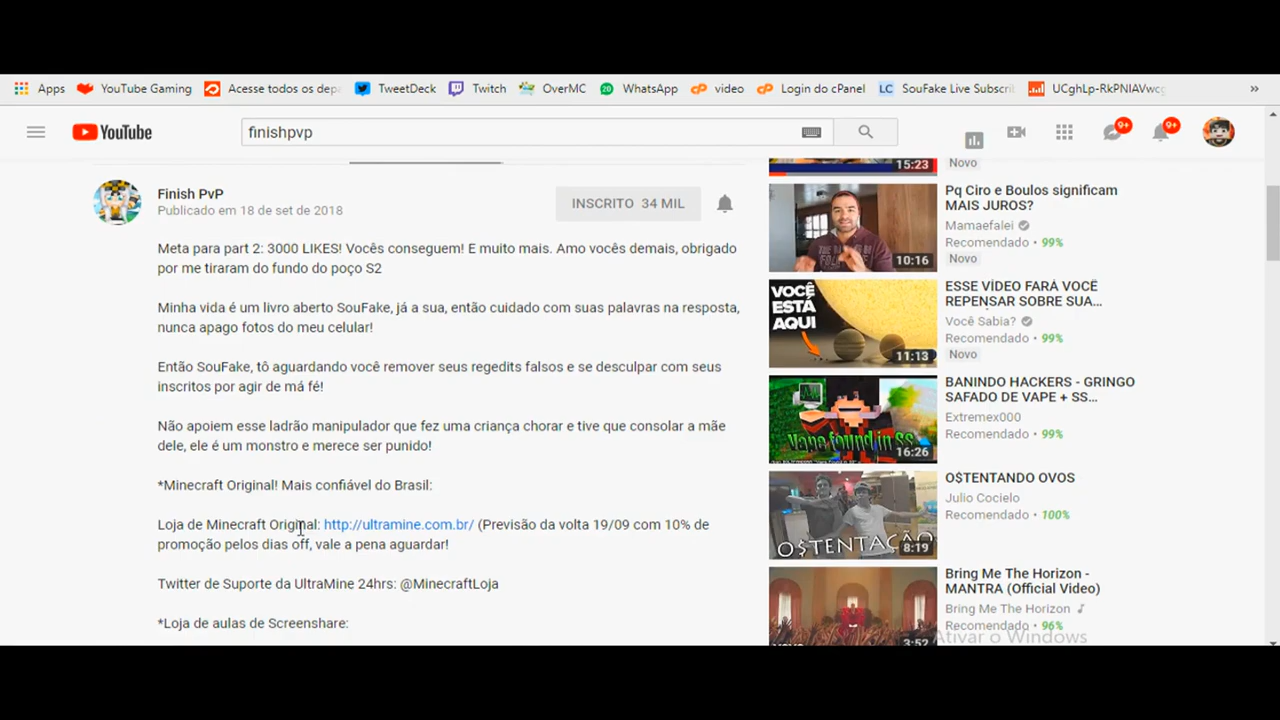 Apps YouTube Gaming Acesse todos os depa TweetDeck Twitch OverMC 20 WhatsApp video Login do cPanel LC SouFake Live Subscri UCghLp-RkPNIAVwcg »
YouTube finishpvp 9+ 9+
Finish PvP
Publicado em 18 de set de 2018
INSCRITO 34 MIL
Meta para part 2: 3000 LIKES! Vocês conseguem! E muito mais. Amo vocês demais, obrigado
por me tiraram do fundo do poço S2
Minha vida é um livro aberto SouFake, já a sua, então cuidado com suas palavras na resposta,
nunca apago fotos do meu celular!
Então SouFake, tô aguardando você remover seus regedits falsos e se desculpar com seus
inscritos por agir de má fé!
Não apoiem esse ladrão manipulador que fez uma criança chorar e tive que consolar a mãe
dele, ele é um monstro e merece ser punido!
*Minecraft Original! Mais confiável do Brasil:
Loja de Minecraft Original: http://ultramine.com.br/ (Previsão da volta 19/09 com 10% de
promoção pelos dias off, vale a pena aguardar!
Twitter de Suporte da UltraMine 24hrs: @MinecraftLoja
*Loja de aulas de Screenshare:
15:23
Novo
10:16
Pq Ciro e Boulos significam
MAIS JUROS?
Mamaefalei
Recomendado • 99%
Novo
VOCÊ
ESTÁ
AQUI
11:13
ESSE VÍDEO FARÁ VOCÊ
REPENSAR SOBRE SUA...
Você Sabia?
Recomendado • 99%
Novo
Vape found in SS
16:26
BANINDO HACKERS - GRINGO
SAFADO DE VAPE + SS...
Extremex000
Recomendado • 99%
O$TENTAÇÃO
8:19
O$TENTANDO OVOS
Julio Cocielo
Recomendado • 100%
3:52
Bring Me The Horizon -
MANTRA (Official Video)
Bring Me The Horizon
Recomendado • 96%
Ativar o Windows